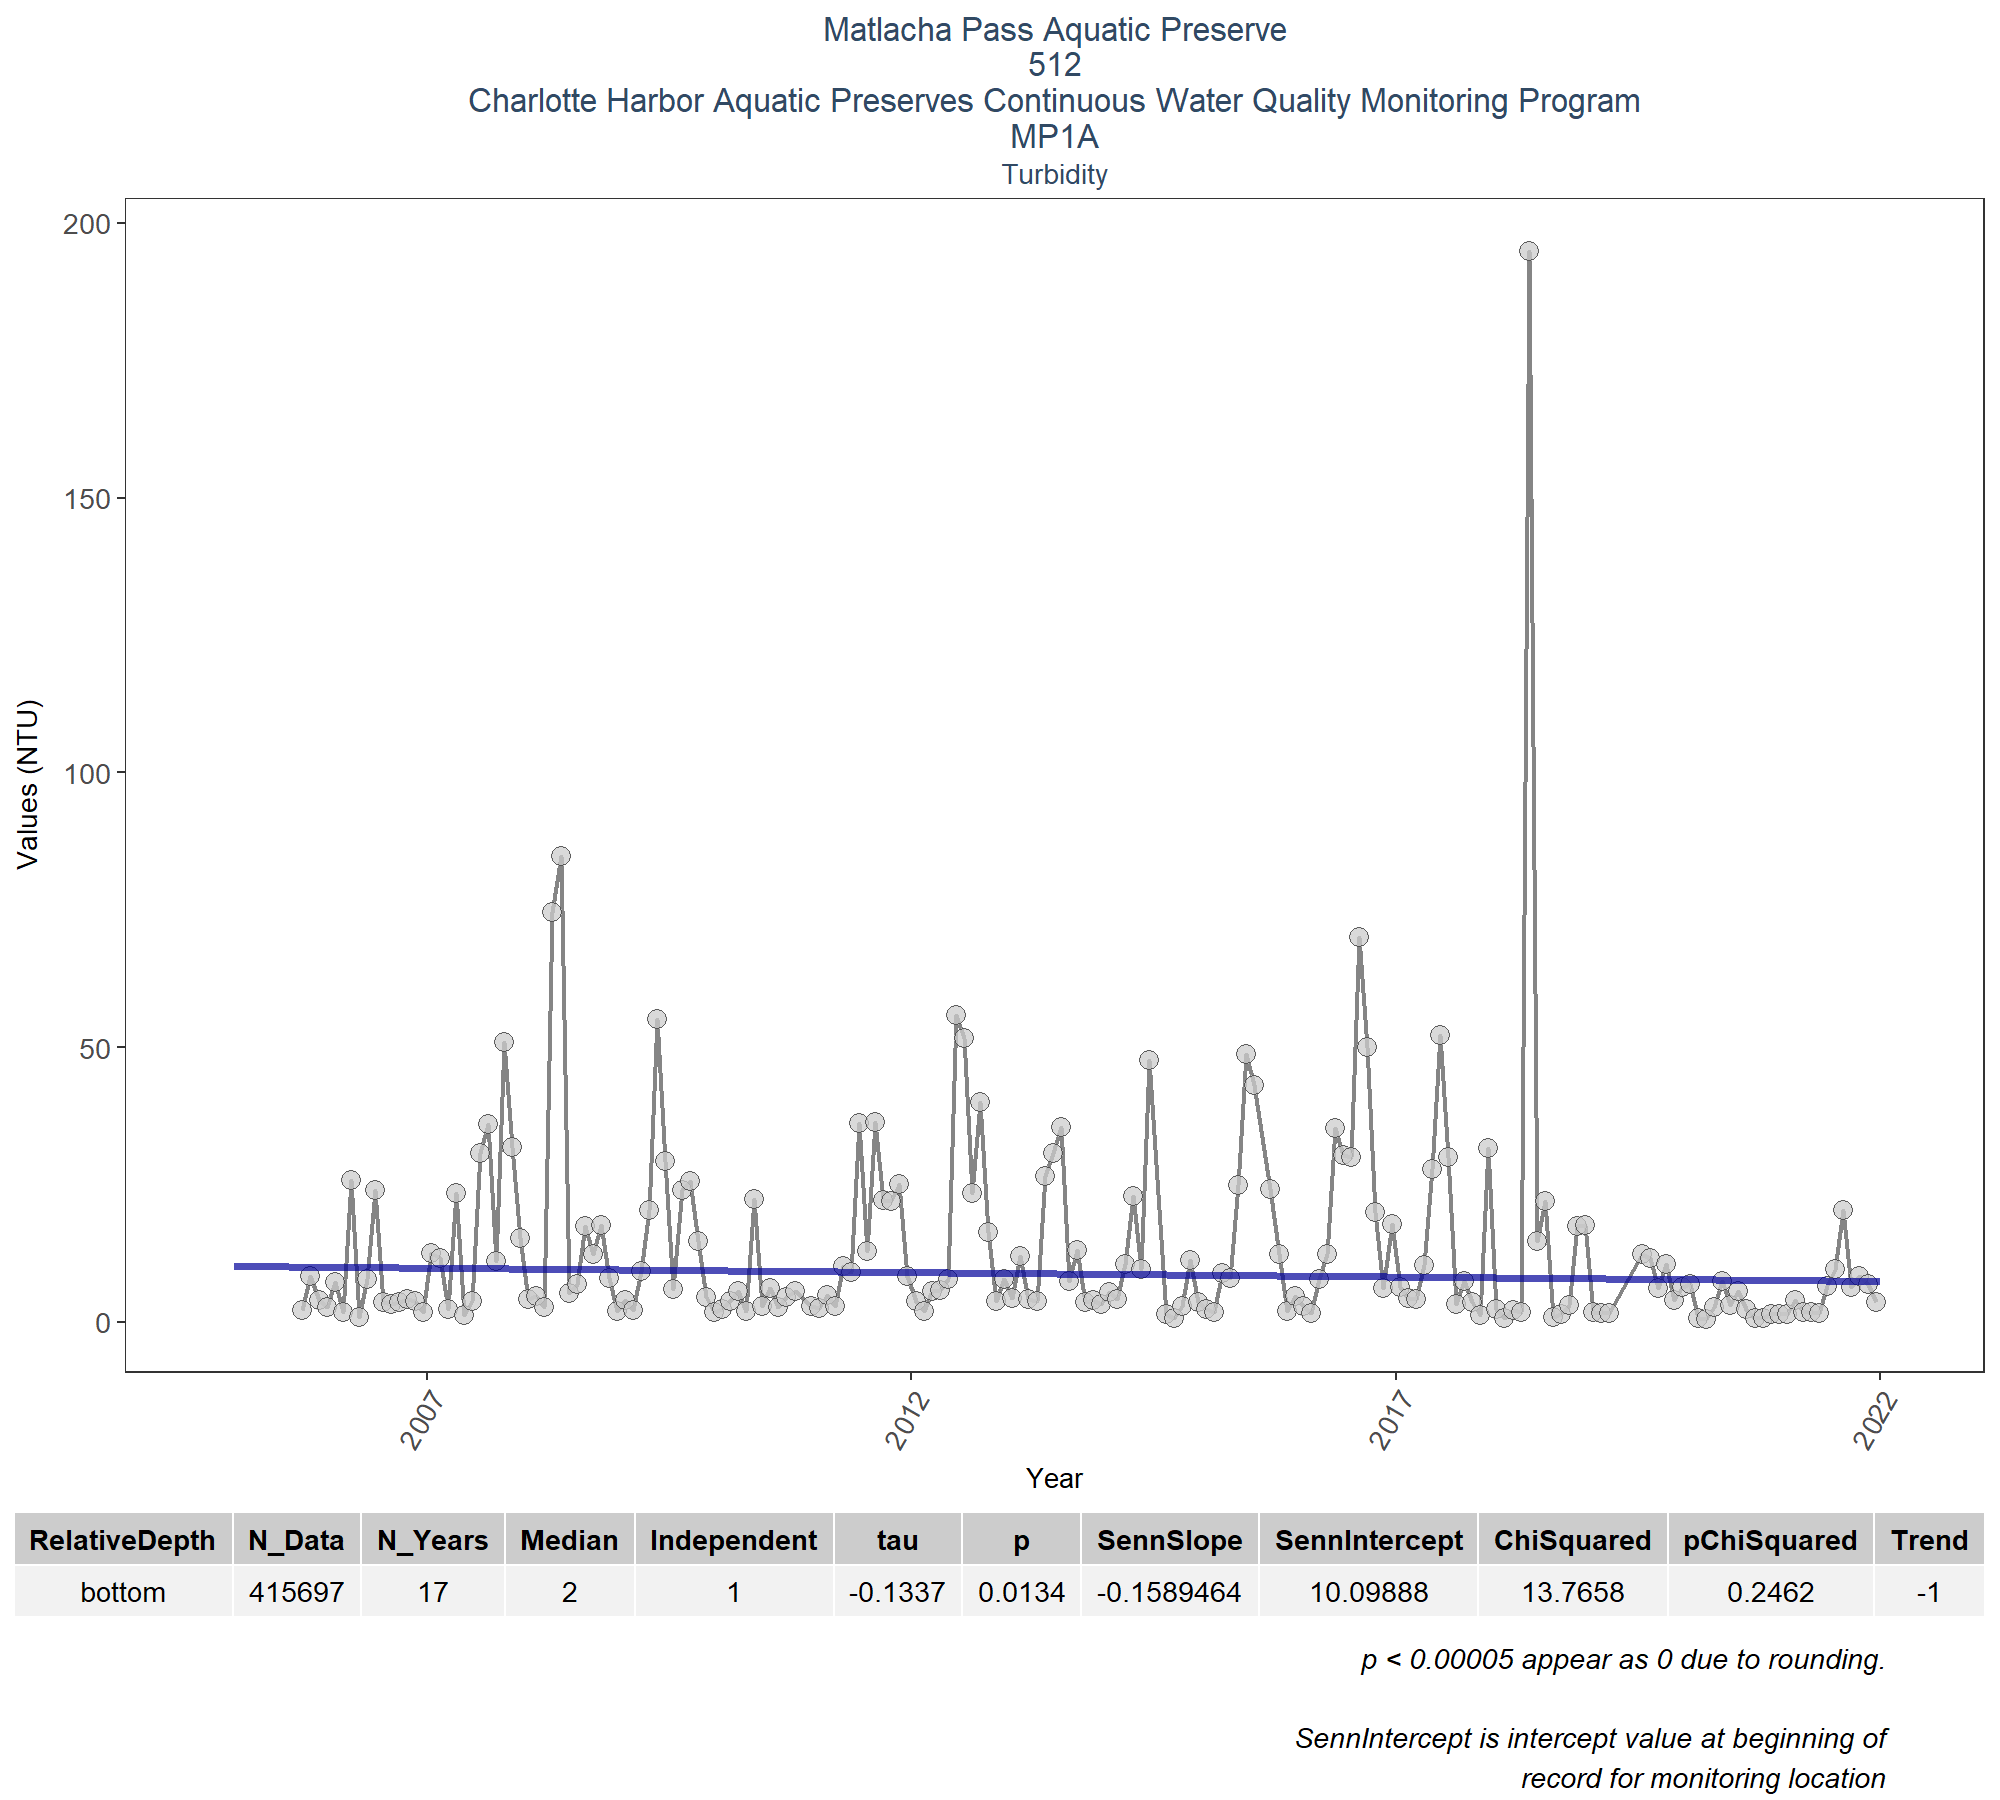 Matlacha Pass Aquatic Preserve
512
Charlotte Harbor Aquatic Preserves Continuous Water Quality Monitoring Program
MP1A
Turbidity
200
150
100
50
0
Values (NTU)
2007 2012 2017 2022
Year
RelativeDepth N_Data N_Years Median Independent tau p SennSlope SennIntercept ChiSquared pChiSquared Trend
bottom 415697 17 2 1 -0.1337 0.0134 -0.1589464 10.09888 13.7658 0.2462 -1
p < 0.00005 appear as 0 due to rounding.
SennIntercept is intercept value at beginning of
record for monitoring location